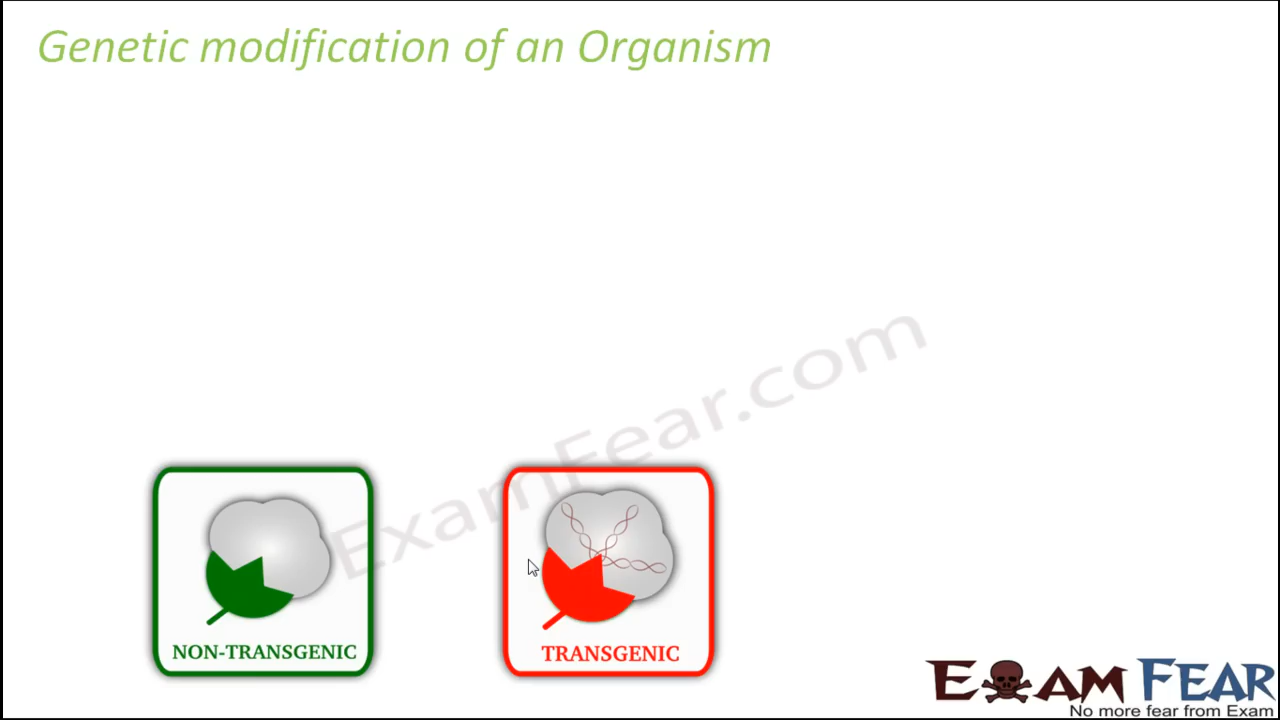 Genetic modification of an Organism
ExamFear.com
NON-TRANSGENIC
TRANSGENIC
EXAM FEAR
No more fear from Exam